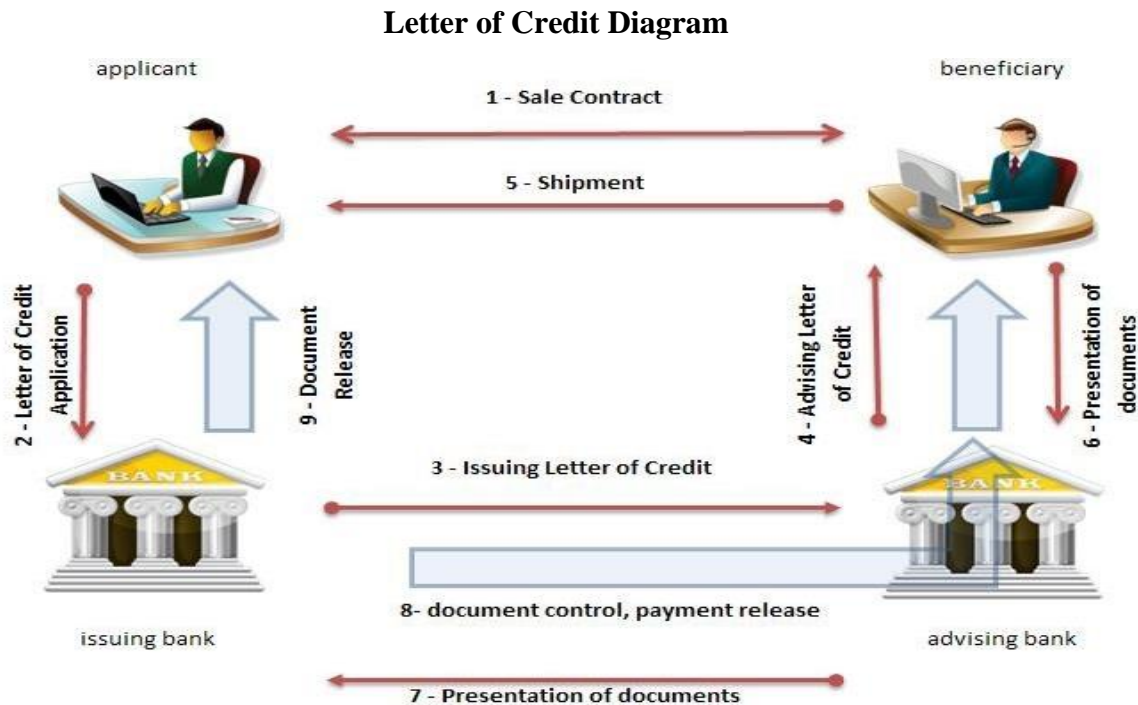 Letter of Credit Diagram
applicant
beneficiary
1 - Sale Contract
5 - Shipment
2 - Letter of Credit
Application
9 - Document
Release
4 - Advising Letter
of Credit
6 - Presentation of
documents
3 - Issuing Letter of Credit
BANK
BANK
8- document control, payment release
issuing bank
advising bank
7 - Presentation of documents